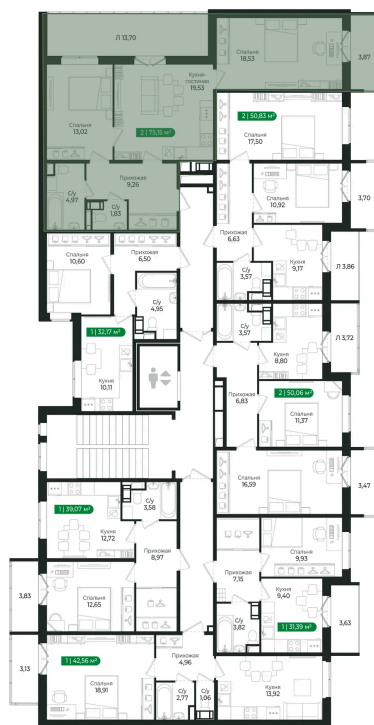 Л 13,70
Спальня
18,53
3,87
Кухня-
гостиная
19,53
Спальня
13,02
2 | 75,15 м²
2 | 50,83 м²
Спальня
17,50
Прихожая
9,26
С/у
4,97
С/у
1,83
Спальня
10,92
3,70
Прихожая
6,63
Спальня
10,60
Прихожая
6,50
Кухня
9,17
Л 3,86
С/у
3,57
С/у
4,95
С/у
3,57
1 | 32,17 м²
Л 3,72
Кухня
8,80
Кухня
10,11
Прихожая
6,83
2 | 50,06 м²
Спальня
11,37
Спальня
16,59
3,47
1 | 39,07 м²
С/у
3,58
Кухня
12,72
Прихожая
8,97
Спальня
9,93
Прихожая
7,15
Кухня
9,40
3,83
Спальня
12,65
С/у
3,82
1 | 31,39 м²
3,63
3,13
1 | 42,56 м²
Прихожая
4,96
Спальня
18,91
С/у
2,77
С/у
1,06
Кухня
13,92